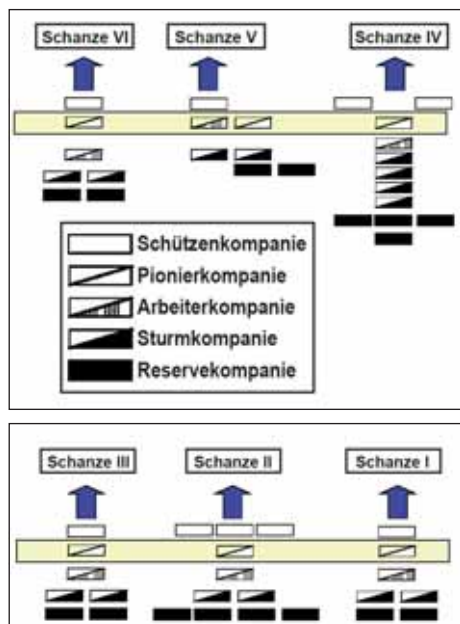 Schanze VI
Schanze V
Schanze IV
Schützenkompanie
Pionierkompanie
Arbeiterkompanie
Sturmkompanie
Reservekompanie
Schanze III
Schanze II
Schanze I